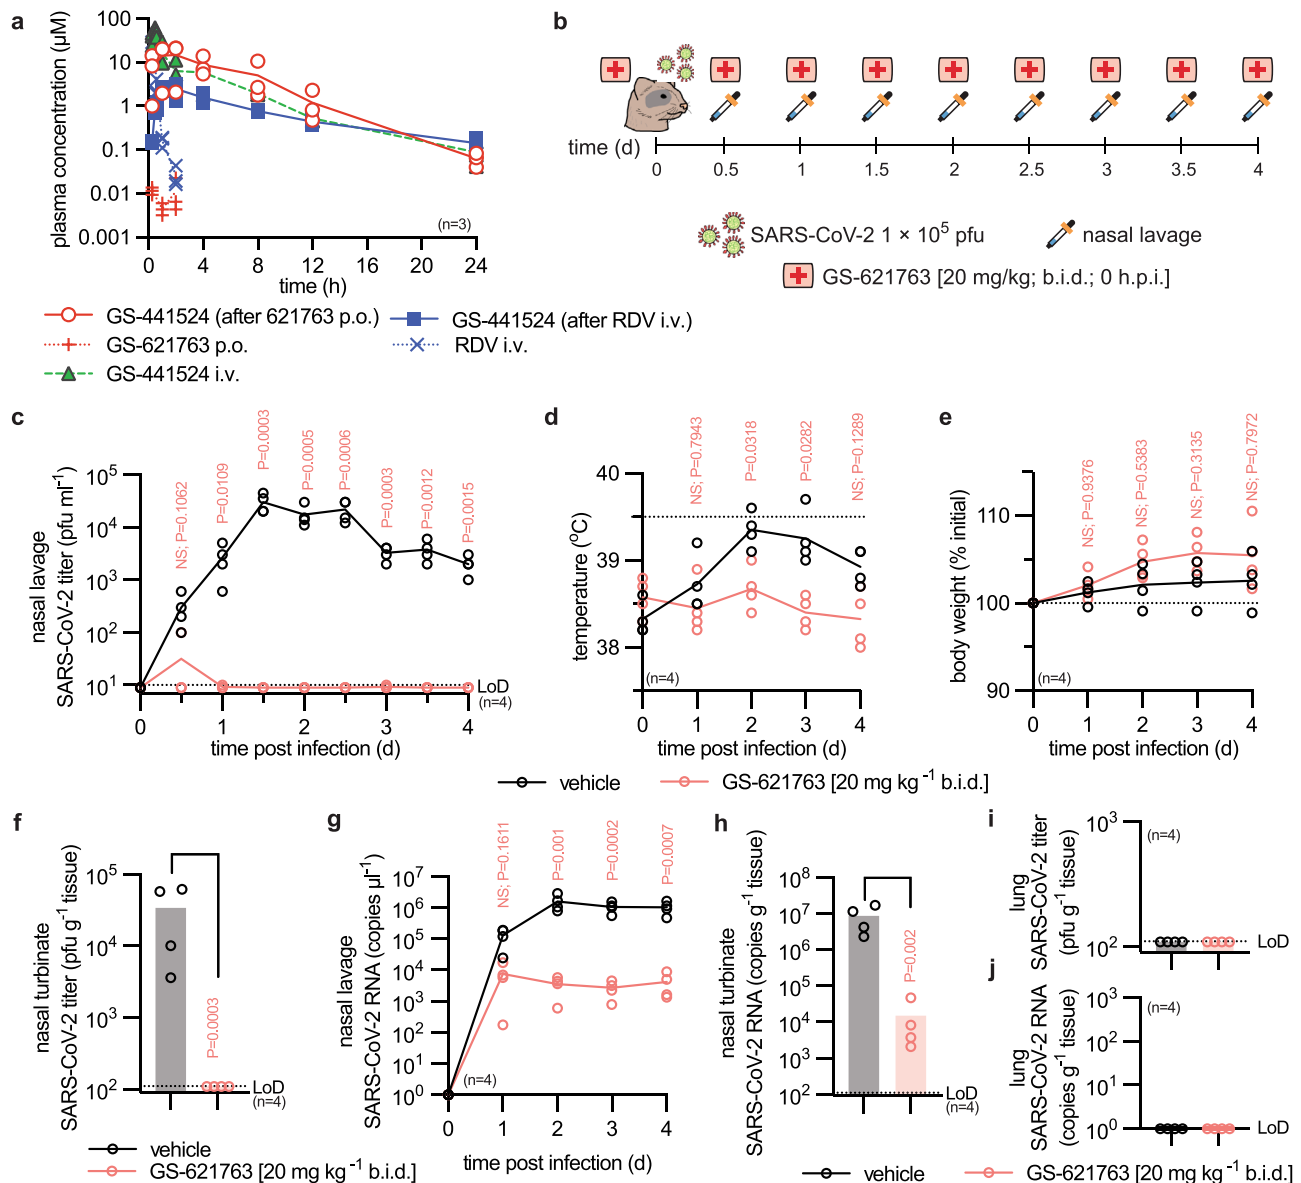 a
plasma concentration (µM)
100
10
1
0.1
0.01
0.001
(n=3)
0 2 4 8 12 16 20 24
time (h)
GS-441524 (after 621763 p.o.)
GS-441524 (after RDV i.v.)
GS-621763 p.o.
RDV i.v.
GS-441524 i.v.
b
time (d)
0 0.5 1 1.5 2 2.5 3 3.5 4
SARS-CoV-2 1 × 10⁵ pfu
nasal lavage
GS-621763 [20 mg/kg; b.i.d.; 0 h.p.i.]
c
nasal lavage
SARS-CoV-2 titer (pfu ml⁻¹)
10⁵
10⁴
10³
10²
10¹
NS; P=0.1062
P=0.0109
P=0.0003
P=0.0005
P=0.0006
P=0.0003
P=0.0012
P=0.0015
LoD
(n=4)
0 1 2 3 4
time post infection (d)
d
temperature (°C)
40
39
38
NS; P=0.7943
P=0.0318
P=0.0282
NS; P=0.1289
(n=4)
0 1 2 3 4
time post infection (d)
e
body weight (% initial)
110
100
90
NS; P=0.9376
NS; P=0.5383
NS; P=0.3135
NS; P=0.7972
(n=4)
0 1 2 3 4
time post infection (d)
vehicle
GS-621763 [20 mg kg⁻¹ b.i.d.]
f
nasal turbinate
SARS-CoV-2 titer (pfu g⁻¹ tissue)
10⁵
10⁴
10³
10²
P=0.0003
LoD
(n=4)
vehicle
GS-621763 [20 mg kg⁻¹ b.i.d.]
g
nasal lavage
SARS-CoV-2 RNA (copies µl⁻¹)
10⁷
10⁶
10⁵
10⁴
10³
10²
10¹
10⁰
NS; P=0.1611
P=0.001
P=0.0002
P=0.0007
(n=4)
0 1 2 3 4
time post infection (d)
h
nasal turbinate
SARS-CoV-2 RNA (copies g⁻¹ tissue)
10⁸
10⁷
10⁶
10⁵
10⁴
10³
10²
P=0.002
LoD
(n=4)
i
lung
SARS-CoV-2 titer
(pfu g⁻¹ tissue)
10³
10²
(n=4)
LoD
j
lung
SARS-CoV-2 RNA
(copies g⁻¹ tissue)
10³
10²
10¹
10⁰
(n=4)
LoD
vehicle
GS-621763 [20 mg kg⁻¹ b.i.d.]